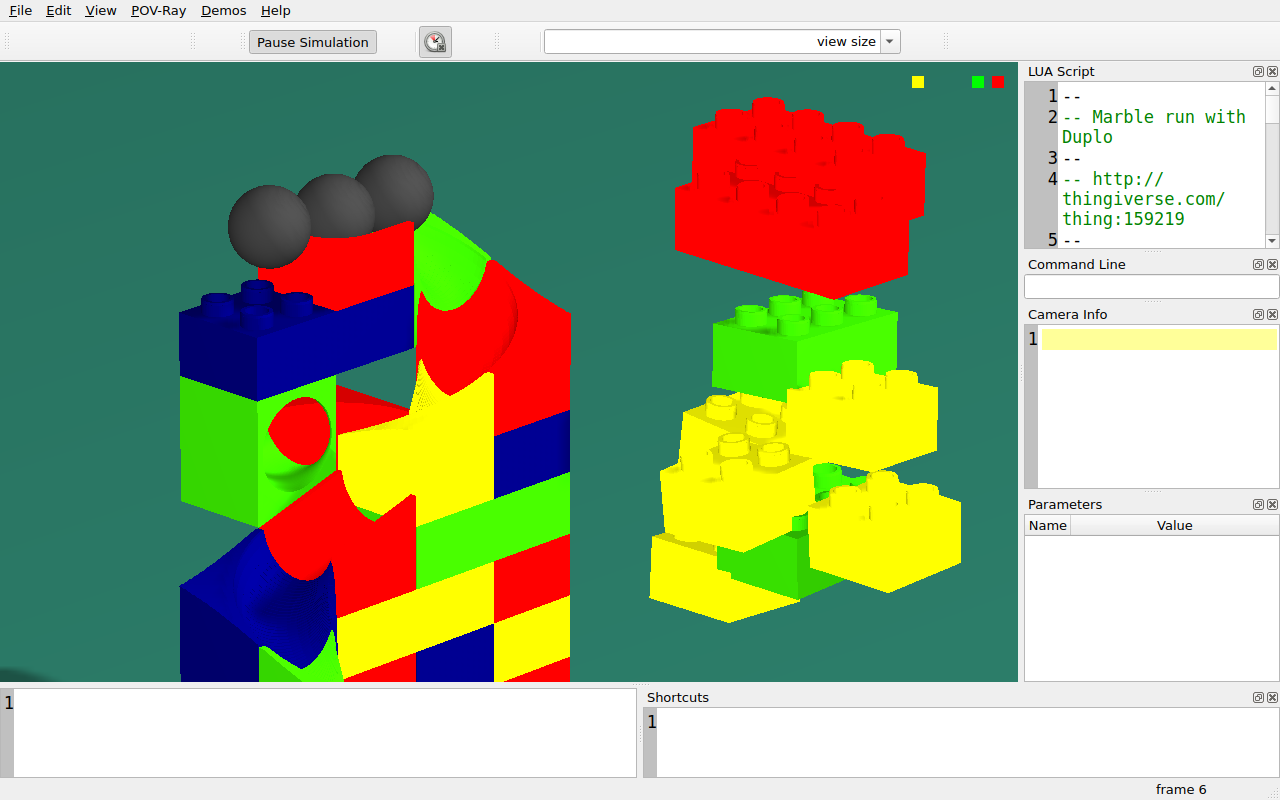 File Edit View POV-Ray Demos Help
Pause Simulation
view size
LUA Script
1 --
2 -- Marble run with
Duplo
3 --
4 -- http://
thingiverse.com/
thing:159219
5 --
Command Line
Camera Info
1
Parameters
Name Value
1
Shortcuts
1
frame 6